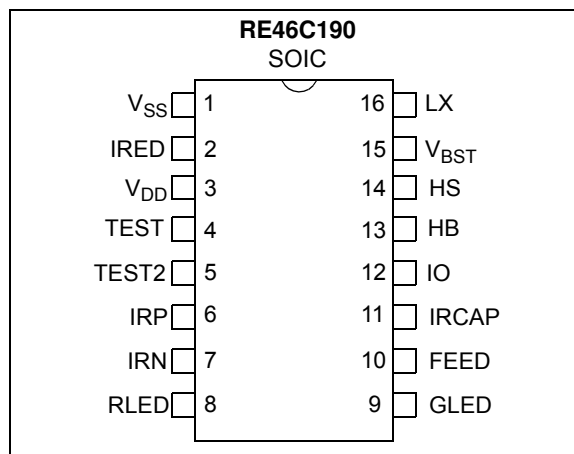 RE46C190
SOIC
VSS 1 16 LX
IRED 2 15 VBST
VDD 3 14 HS
TEST 4 13 HB
TEST2 5 12 IO
IRP 6 11 IRCAP
IRN 7 10 FEED
RLED 8 9 GLED